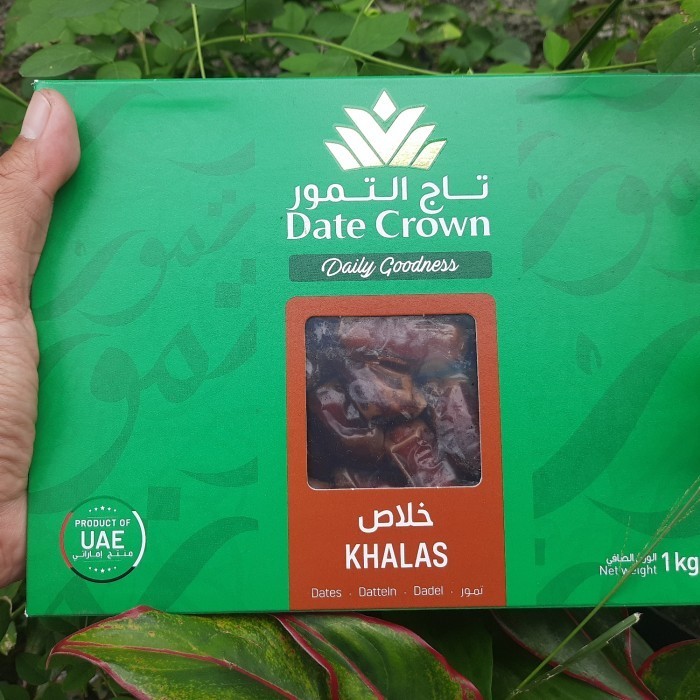 تاج التمور
Date Crown
Daily Goodness
خلاص
KHALAS
Dates . Datteln . Dadel . تمور
PRODUCT OF
UAE
منتج إماراتي
الوزن الصافي
Net weight 1kg